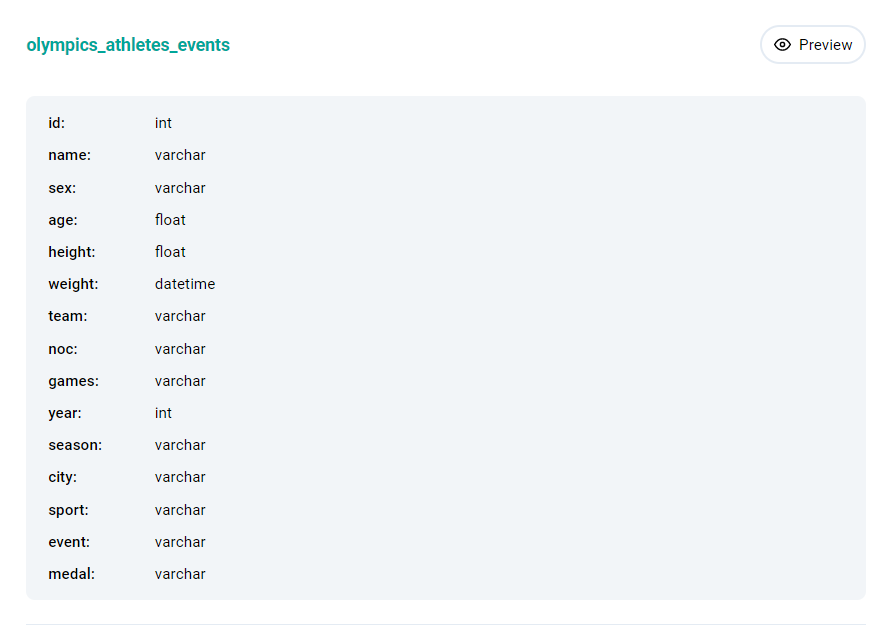 olympics_athletes_events
Preview
id: int
name: varchar
sex: varchar
age: float
height: float
weight: datetime
team: varchar
noc: varchar
games: varchar
year: int
season: varchar
city: varchar
sport: varchar
event: varchar
medal: varchar